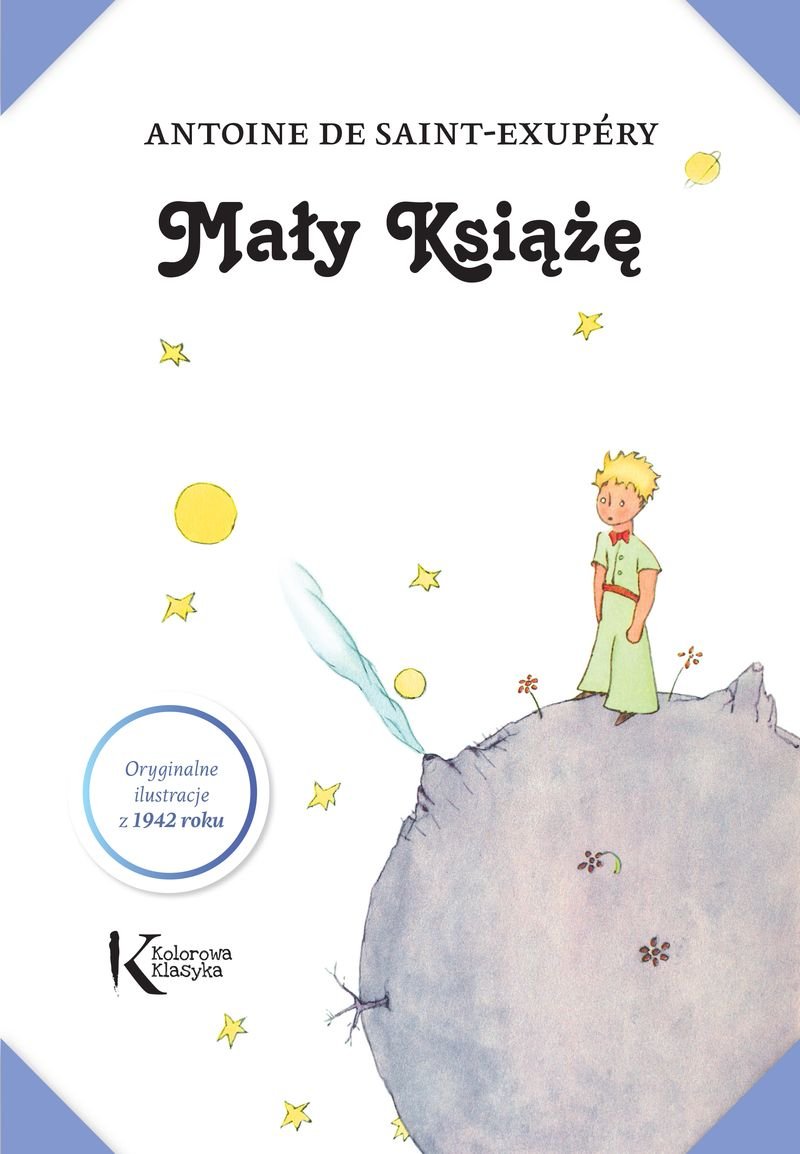 ANTOINE DE SAINT-EXUPÉRY
Mały Książę
Oryginalne
ilustracje
z 1942 roku
K Kolorowa
Klasyka